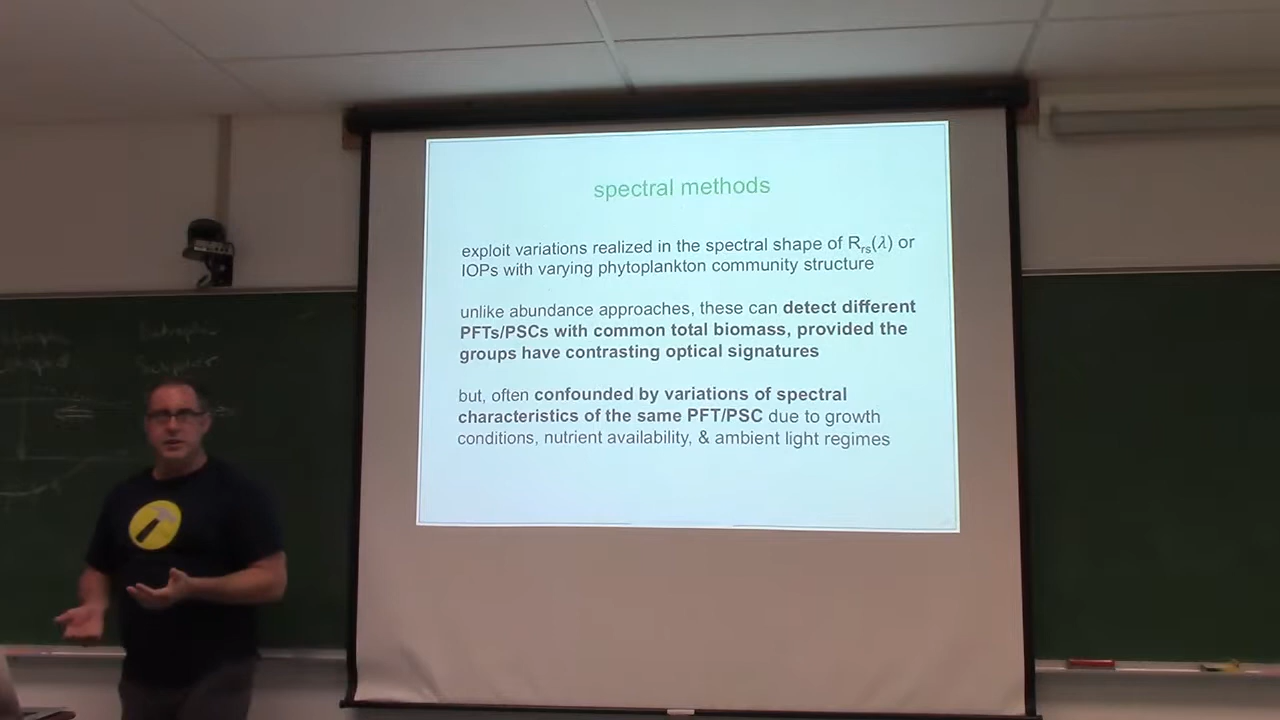 spectral methods
exploit variations realized in the spectral shape of Rrs(λ) or
IOPs with varying phytoplankton community structure
unlike abundance approaches, these can detect different
PFTs/PSCs with common total biomass, provided the
groups have contrasting optical signatures
but, often confounded by variations of spectral
characteristics of the same PFT/PSC due to growth
conditions, nutrient availability, & ambient light regimes